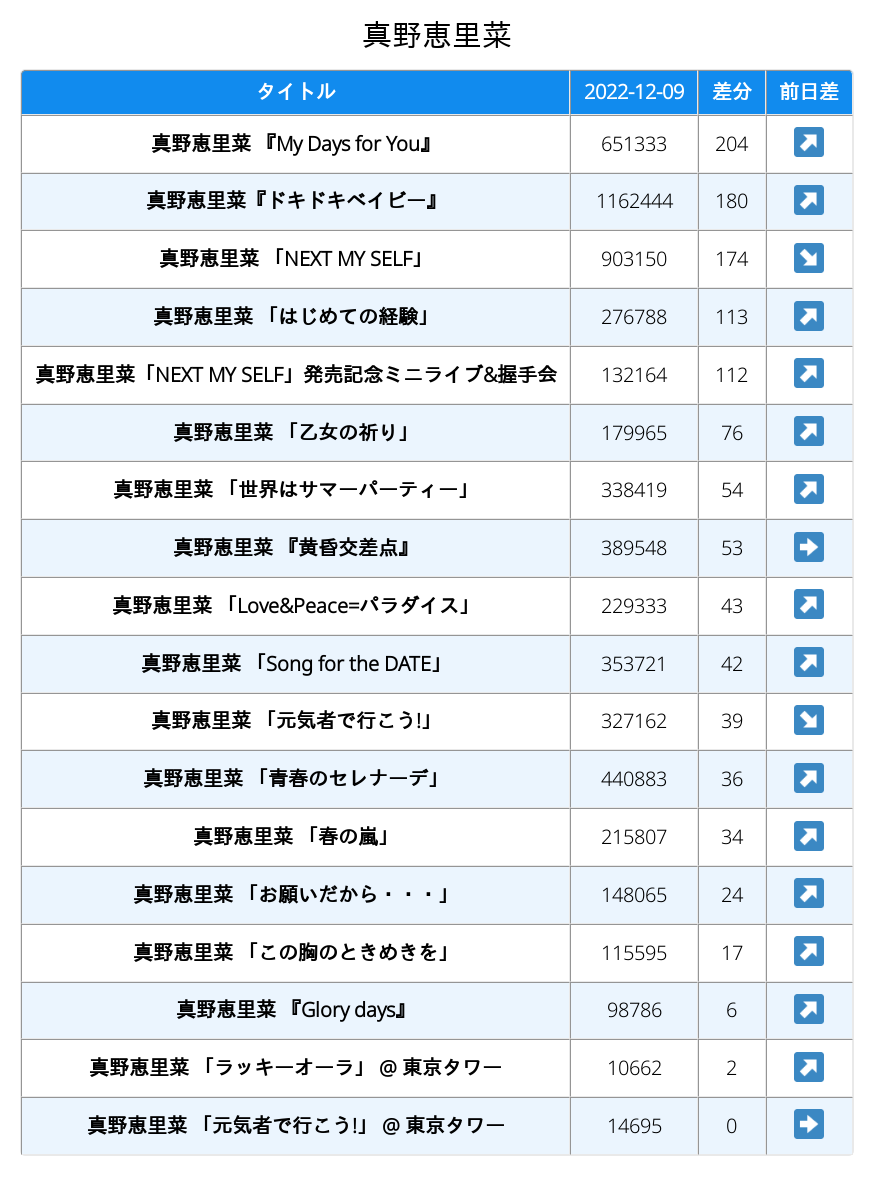 真野恵里菜
タイトル 2022-12-09 差分 前日差
真野恵里菜 『My Days for You』 651333 204
真野恵里菜『ドキドキベイビー』 1162444 180
真野恵里菜 「NEXT MY SELF」 903150 174
真野恵里菜 「はじめての経験」 276788 113
真野恵里菜「NEXT MY SELF」発売記念ミニライブ&握手会 132164 112
真野恵里菜 「乙女の祈り」 179965 76
真野恵里菜 「世界はサマーパーティー」 338419 54
真野恵里菜 『黄昏交差点』 389548 53
真野恵里菜 「Love&Peace=パラダイス」 229333 43
真野恵里菜 「Song for the DATE」 353721 42
真野恵里菜 「元気者で行こう!」 327162 39
真野恵里菜 「青春のセレナーデ」 440883 36
真野恵里菜 「春の嵐」 215807 34
真野恵里菜 「お願いだから・・・」 148065 24
真野恵里菜 「この胸のときめきを」 115595 17
真野恵里菜 『Glory days』 98786 6
真野恵里菜 「ラッキーオーラ」 @ 東京タワー 10662 2
真野恵里菜 「元気者で行こう!」 @ 東京タワー 14695 0